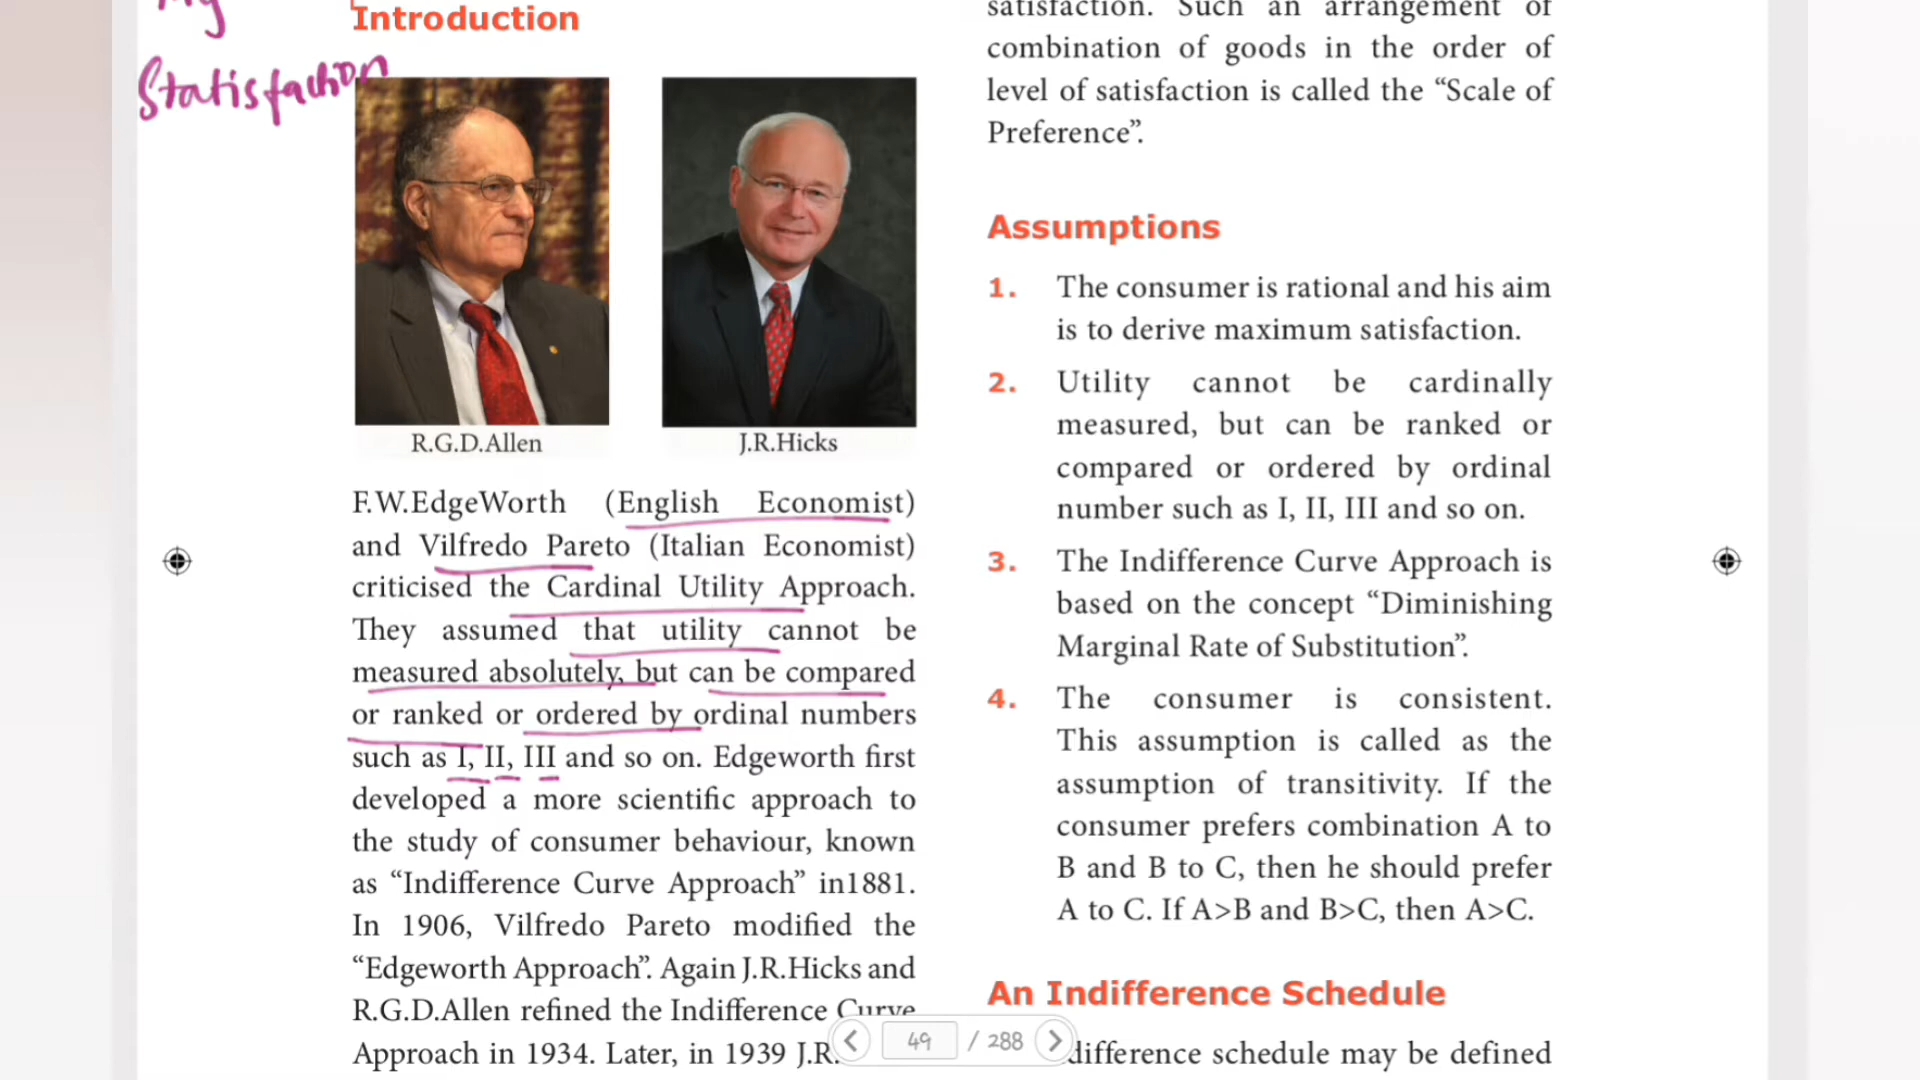 Statisfaction
Introduction
R.G.D.Allen
J.R.Hicks
F.W.EdgeWorth (English Economist)
and Vilfredo Pareto (Italian Economist)
criticised the Cardinal Utility Approach.
They assumed that utility cannot be
measured absolutely, but can be compared
or ranked or ordered by ordinal numbers
such as I, II, III and so on. Edgeworth first
developed a more scientific approach to
the study of consumer behaviour, known
as “Indifference Curve Approach” in1881.
In 1906, Vilfredo Pareto modified the
“Edgeworth Approach”. Again J.R.Hicks and
R.G.D.Allen refined the Indifference Curve
Approach in 1934. Later, in 1939 J.R.
satisfaction. Such an arrangement of
combination of goods in the order of
level of satisfaction is called the “Scale of
Preference”.
Assumptions
1. The consumer is rational and his aim
is to derive maximum satisfaction.
2. Utility cannot be cardinally
measured, but can be ranked or
compared or ordered by ordinal
number such as I, II, III and so on.
3. The Indifference Curve Approach is
based on the concept “Diminishing
Marginal Rate of Substitution”.
4. The consumer is consistent.
This assumption is called as the
assumption of transitivity. If the
consumer prefers combination A to
B and B to C, then he should prefer
A to C. If A>B and B>C, then A>C.
An Indifference Schedule
difference schedule may be defined
49 / 288